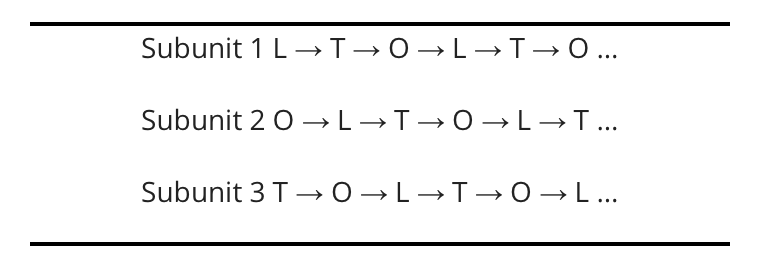 Subunit 1 L → T → O → L → T → O ...
Subunit 2 O → L → T → O → L → T ...
Subunit 3 T → O → L → T → O → L ...